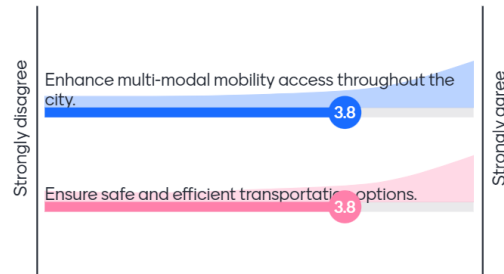 Strongly disagree
Enhance multi-modal mobility access throughout the
city.
3.8
Ensure safe and efficient transportation options.
3.8
Strongly agree